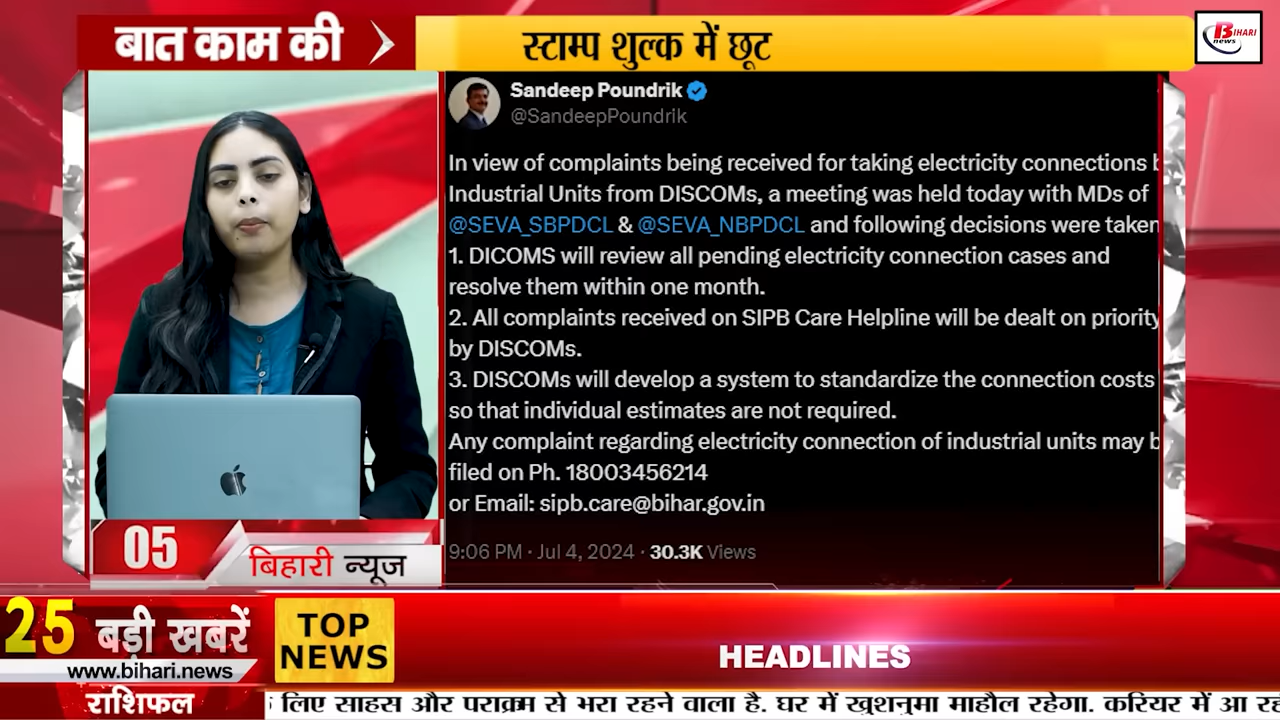 बात काम की
स्टाम्प शुल्क में छूट
BIHARI
news
Sandeep Poundrik
@SandeepPoundrik
In view of complaints being received for taking electricity connections
Industrial Units from DISCOMs, a meeting was held today with MDs of
@SEVA_SBPDCL & @SEVA_NBPDCL and following decisions were taken
1. DICOMS will review all pending electricity connection cases and
resolve them within one month.
2. All complaints received on SIPB Care Helpline will be dealt on priority
by DISCOMs.
3. DISCOMs will develop a system to standardize the connection costs
so that individual estimates are not required.
Any complaint regarding electricity connection of industrial units may
filed on Ph. 18003456214
or Email: sipb.care@bihar.gov.in
9:06 PM · Jul 4, 2024 · 30.3K Views
05
बिहारी न्यूज
25 बड़ी खबरें
www.bihari.news
TOP
NEWS
HEADLINES
राशिफल
लिए साहस और पराक्रम से भरा रहने वाला है. घर में खुशनुमा माहौल रहेगा. करियर में आ